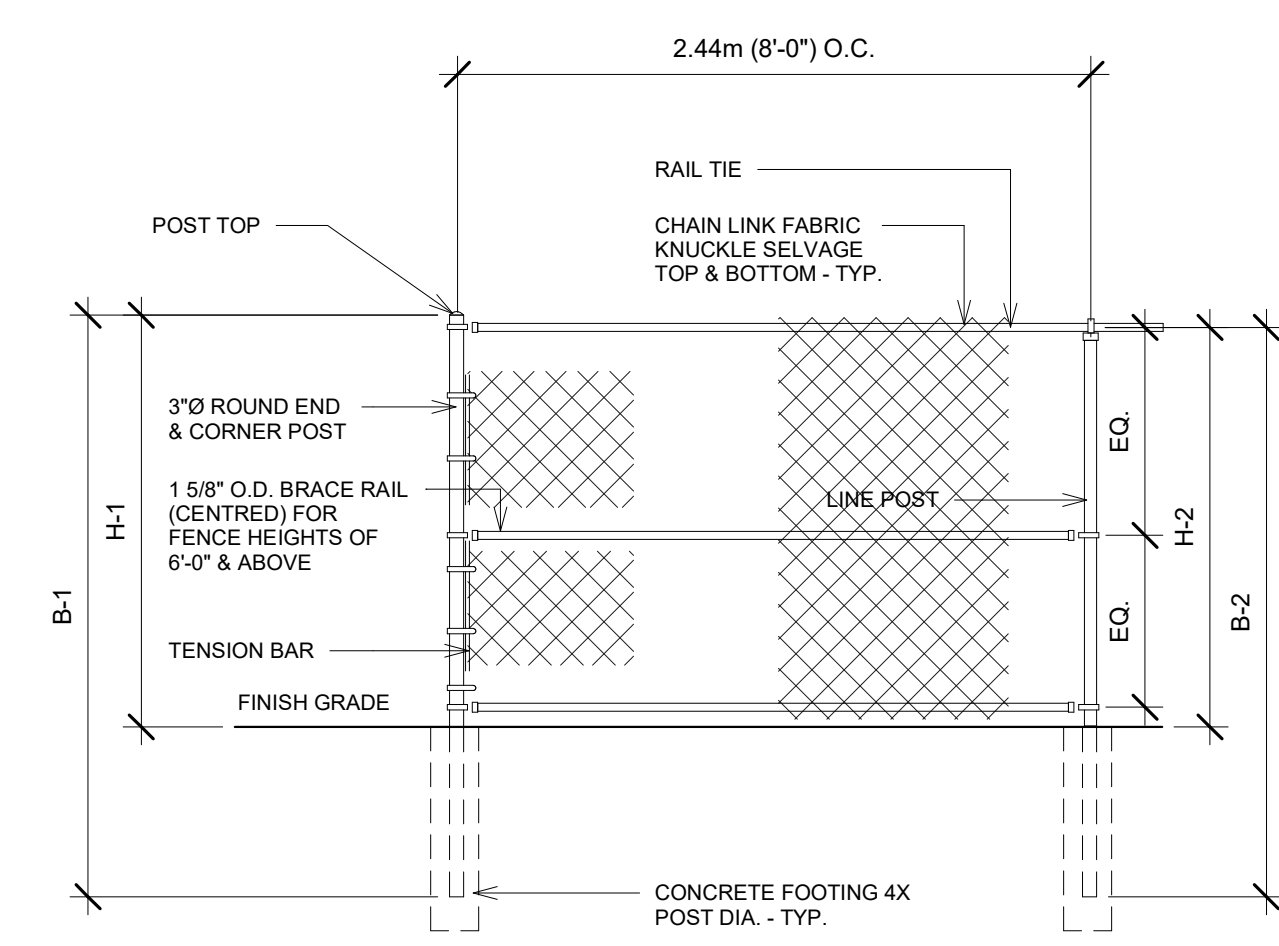 2.44m (8'-0") O.C.
RAIL TIE
POST TOP
CHAIN LINK FABRIC
KNUCKLE SELVAGE
TOP & BOTTOM - TYP.
3"Ø ROUND END
& CORNER POST
EQ.
1 5/8" O.D. BRACE RAIL
(CENTRED) FOR
FENCE HEIGHTS OF
6'-0" & ABOVE
LINE POST
H-1
H-2
B-1
EQ.
B-2
TENSION BAR
FINISH GRADE
CONCRETE FOOTING 4X
POST DIA. - TYP.